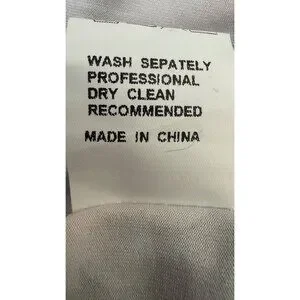 WASH SEPATELY
PROFESSIONAL
DRY CLEAN
RECOMMENDED
MADE IN CHINA